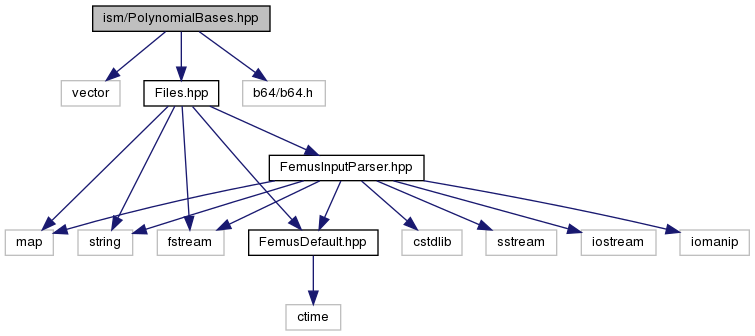 ism/PolynomialBases.hpp
vector
Files.hpp
b64/b64.h
FemusInputParser.hpp
map
string
fstream
FemusDefault.hpp
cstdlib
sstream
iostream
iomanip
ctime